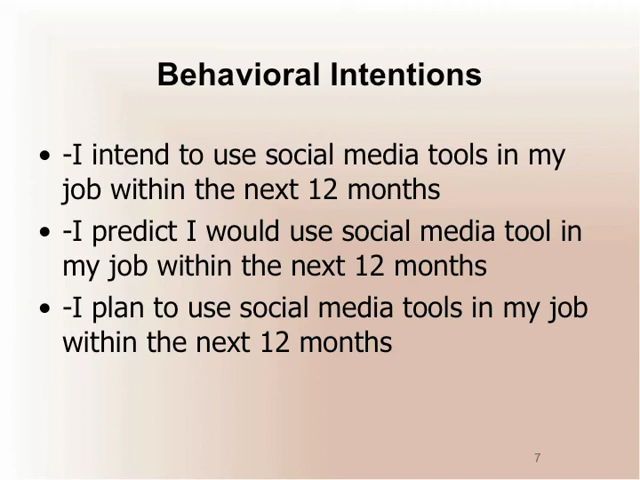 Behavioral Intentions
• -I intend to use social media tools in my
job within the next 12 months
• -I predict I would use social media tool in
my job within the next 12 months
• -I plan to use social media tools in my job
within the next 12 months
7